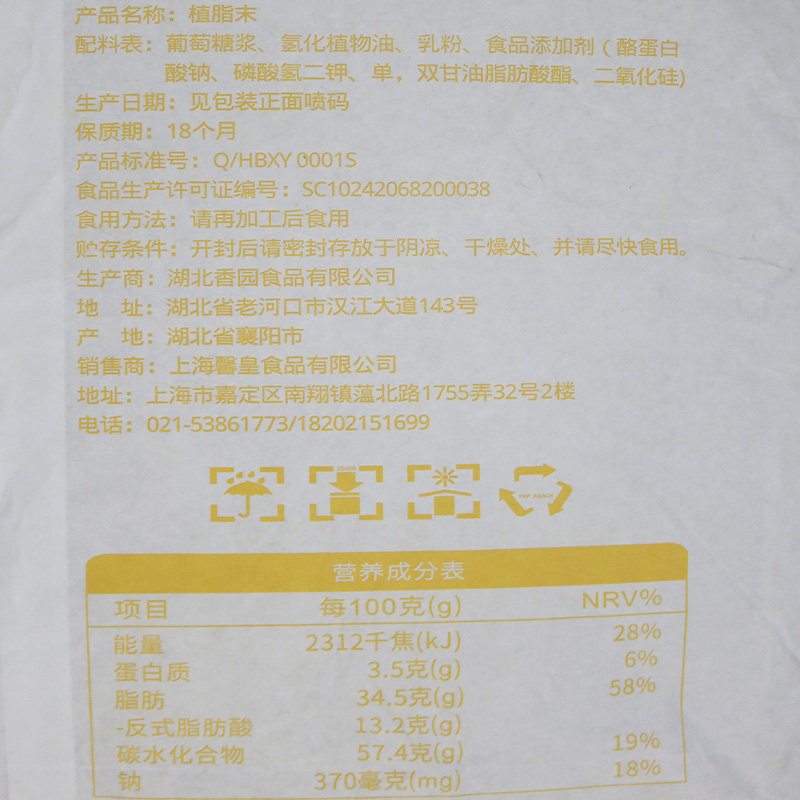 产品名称：植脂末
配料表：葡萄糖浆、氢化植物油、乳粉、食品添加剂（酪蛋白
酸钠、磷酸氢二钾、单，双甘油脂肪酸酯、二氧化硅)
生产日期：见包装正面喷码
保质期：18个月
产品标准号：Q/HBXY 0001S
食品生产许可证编号：SC10242068200038
食用方法：请再加工后食用
贮存条件：开封后请密封存放于阴凉、干燥处、并请尽快食用。
生产商：湖北香园食品有限公司
地 址：湖北省老河口市汉江大道143号
产 地：湖北省襄阳市
销售商：上海馨皇食品有限公司
地址：上海市嘉定区南翔镇蕰北路1755弄32号2楼
电话：021-53861773/18202151699
营养成分表
项目 每100克(g) NRV%
能量 2312千焦(kJ) 28%
蛋白质 3.5克(g) 6%
脂肪 34.5克(g) 58%
-反式脂肪酸 13.2克(g)
碳水化合物 57.4克(g) 19%
钠 370毫克(mg) 18%